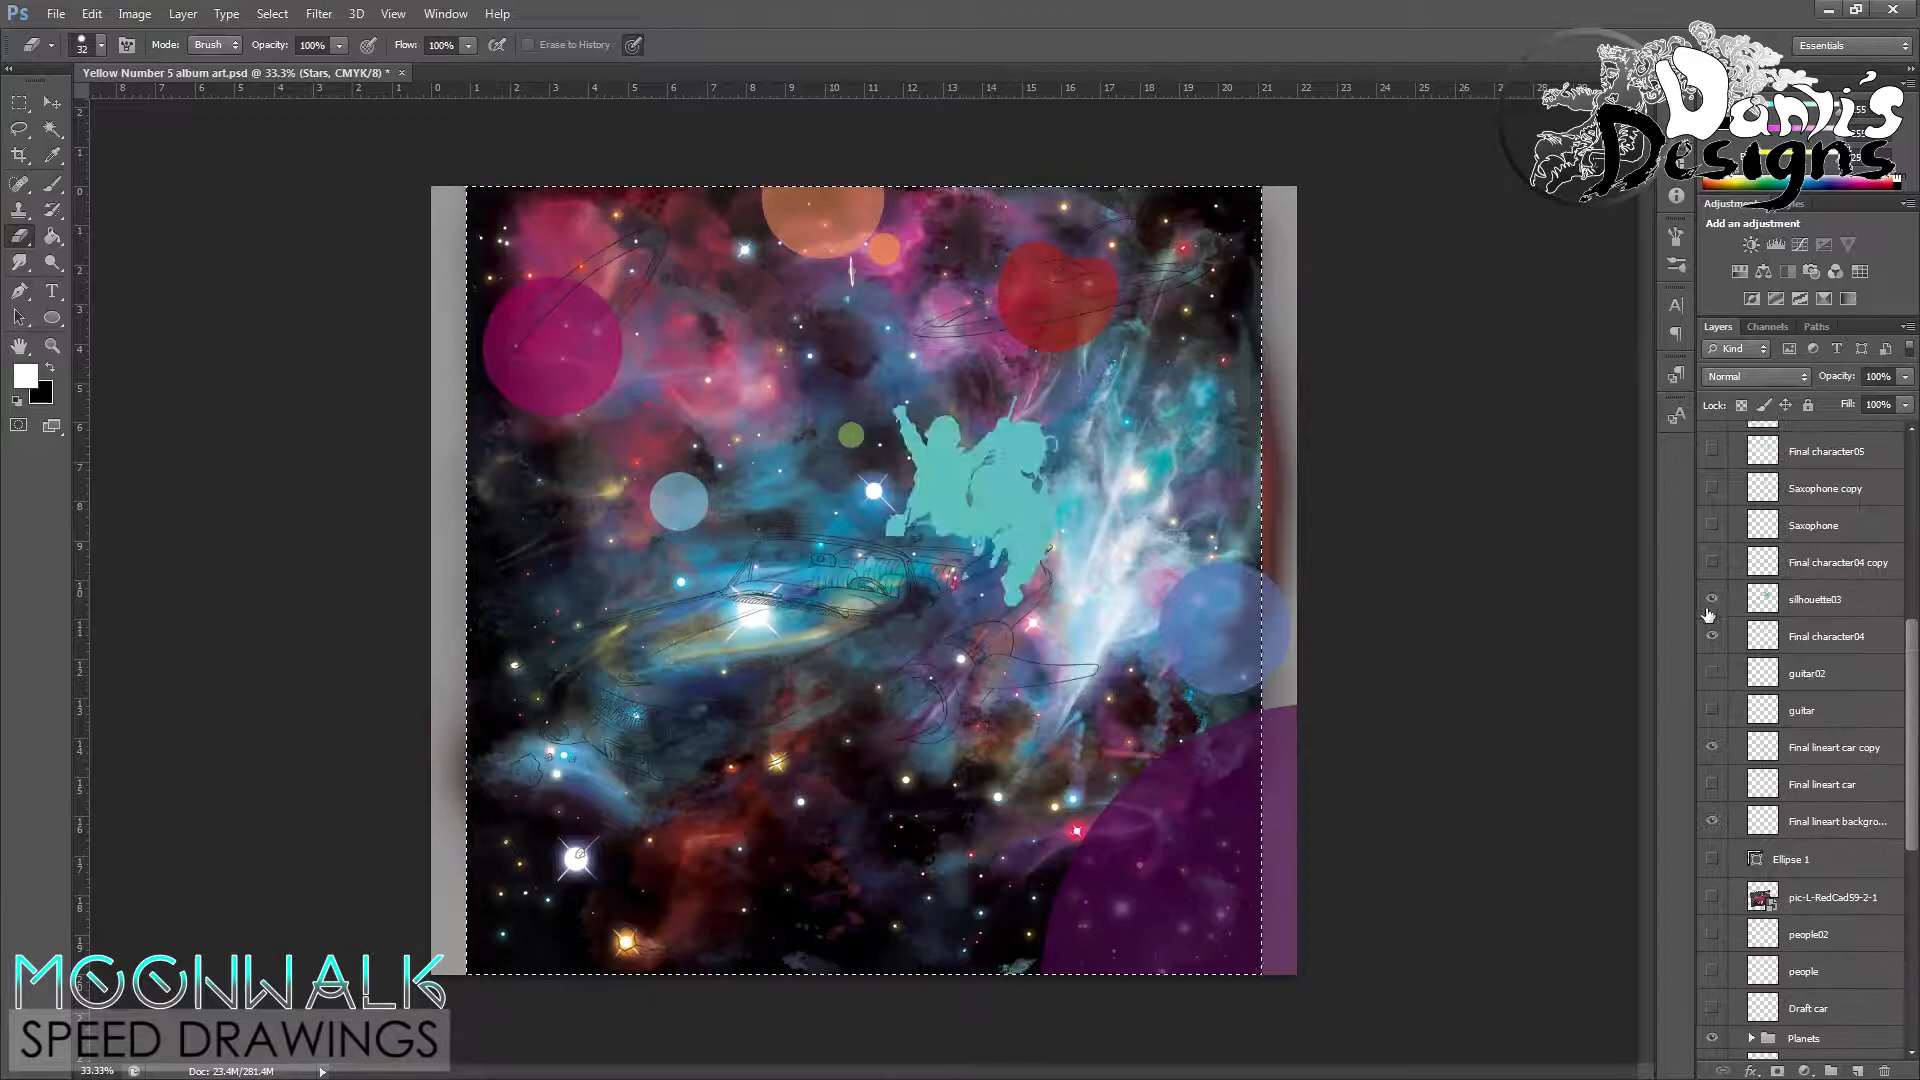 Ps File Edit Image Layer Type Select Filter 3D View Window Help
32 Mode: Brush Opacity: 100% Flow: 100% Erase to History Essentials
Yellow Number 5 album art.psd @ 33.3% (Stars, CMYK/8) * ×
Danjis
Designs
Add an adjustment
Layers Channels Paths
Kind
Normal Opacity: 100%
Lock: Fill: 100%
Final character05
Saxophone copy
Saxophone
Final character04 copy
silhouette03
Final character04
guitar02
guitar
Final lineart car copy
Final lineart car
Final lineart backgro...
Ellipse 1
pic-L-RedCad59-2-1
people02
people
Draft car
Planets
MOONWALK
SPEED DRAWINGS
33.33% Doc: 23.4M/281.4M